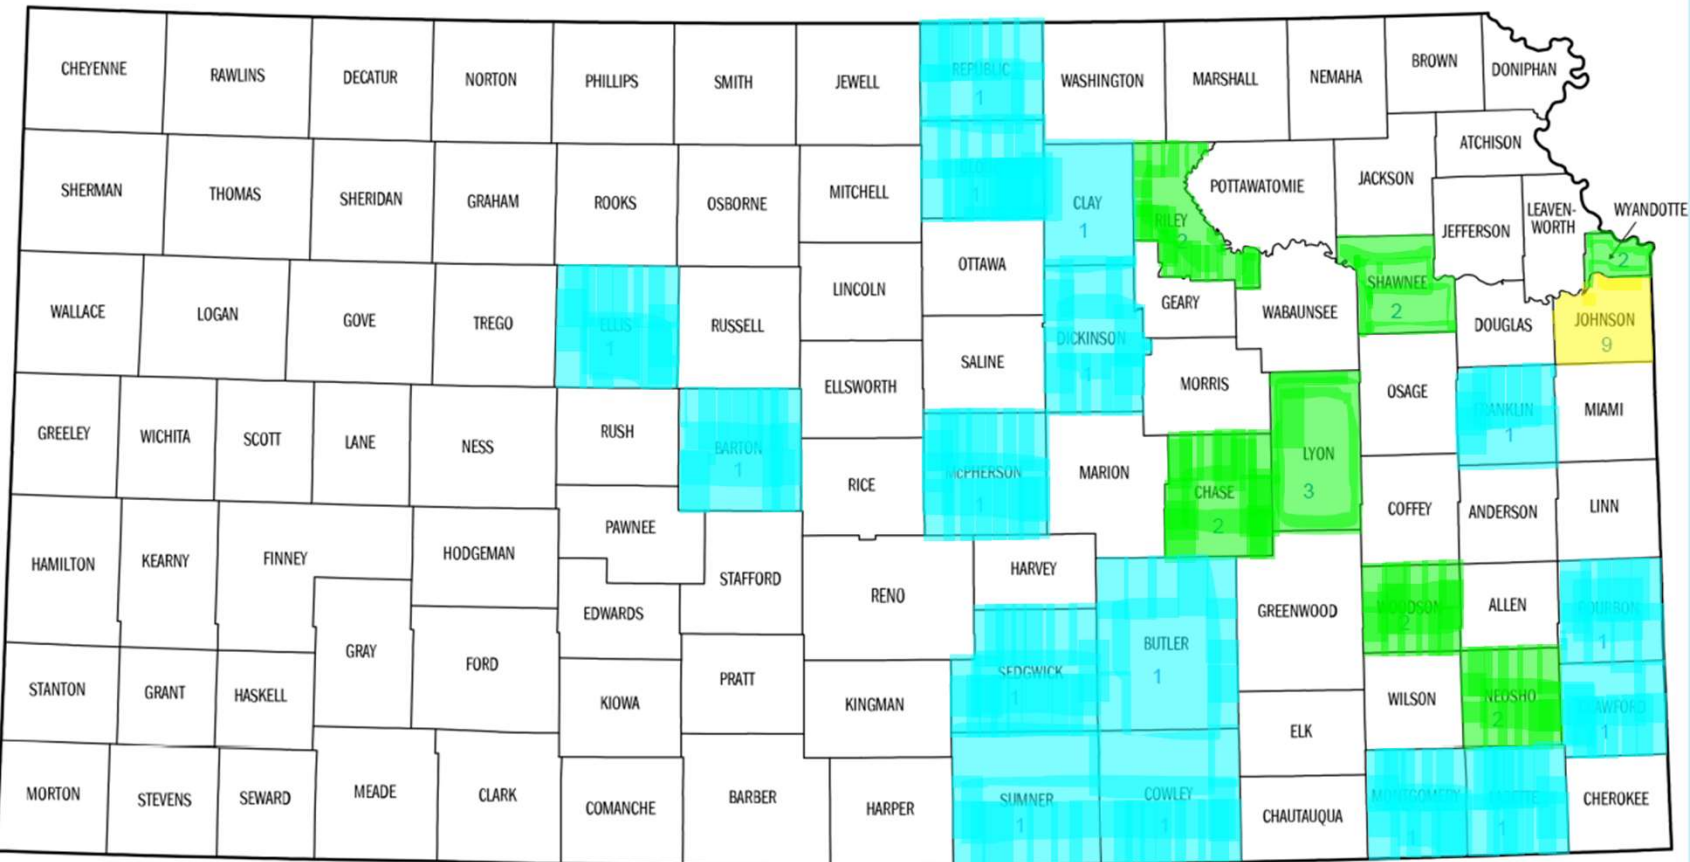 CHEYENNE
RAWLINS
DECATUR
NORTON
PHILLIPS
SMITH
JEWELL
REPUBLIC
1
WASHINGTON
MARSHALL
NEMAHA
BROWN
DONIPHAN
ATCHISON
SHERMAN
THOMAS
SHERIDAN
GRAHAM
ROOKS
OSBORNE
MITCHELL
1
CLAY
1
RILEY
2
POTTAWATOMIE
JACKSON
JEFFERSON
LEAVEN-
WORTH
WYANDOTTE
2
OTTAWA
LINCOLN
WALLACE
LOGAN
GOVE
TREGO
ELLIS
1
RUSSELL
SALINE
DICKINSON
1
GEARY
WABAUNSEE
SHAWNEE
2
DOUGLAS
JOHNSON
9
ELLSWORTH
MORRIS
OSAGE
FRANKLIN
1
MIAMI
GREELEY
WICHITA
SCOTT
LANE
NESS
RUSH
BARTON
1
RICE
McPHERSON
1
MARION
CHASE
2
LYON
3
COFFEY
ANDERSON
LINN
HAMILTON
KEARNY
FINNEY
HODGEMAN
PAWNEE
STAFFORD
RENO
HARVEY
EDWARDS
GRAY
FORD
BUTLER
1
GREENWOOD
WOODSON
2
ALLEN
BOURBON
1
STANTON
GRANT
HASKELL
KIOWA
PRATT
KINGMAN
SEDGWICK
1
ELK
WILSON
NEOSHO
2
CRAWFORD
1
MORTON
STEVENS
SEWARD
MEADE
CLARK
COMANCHE
BARBER
HARPER
SUMNER
1
COWLEY
1
CHAUTAUQUA
MONTGOMERY
1
LABETTE
1
CHEROKEE